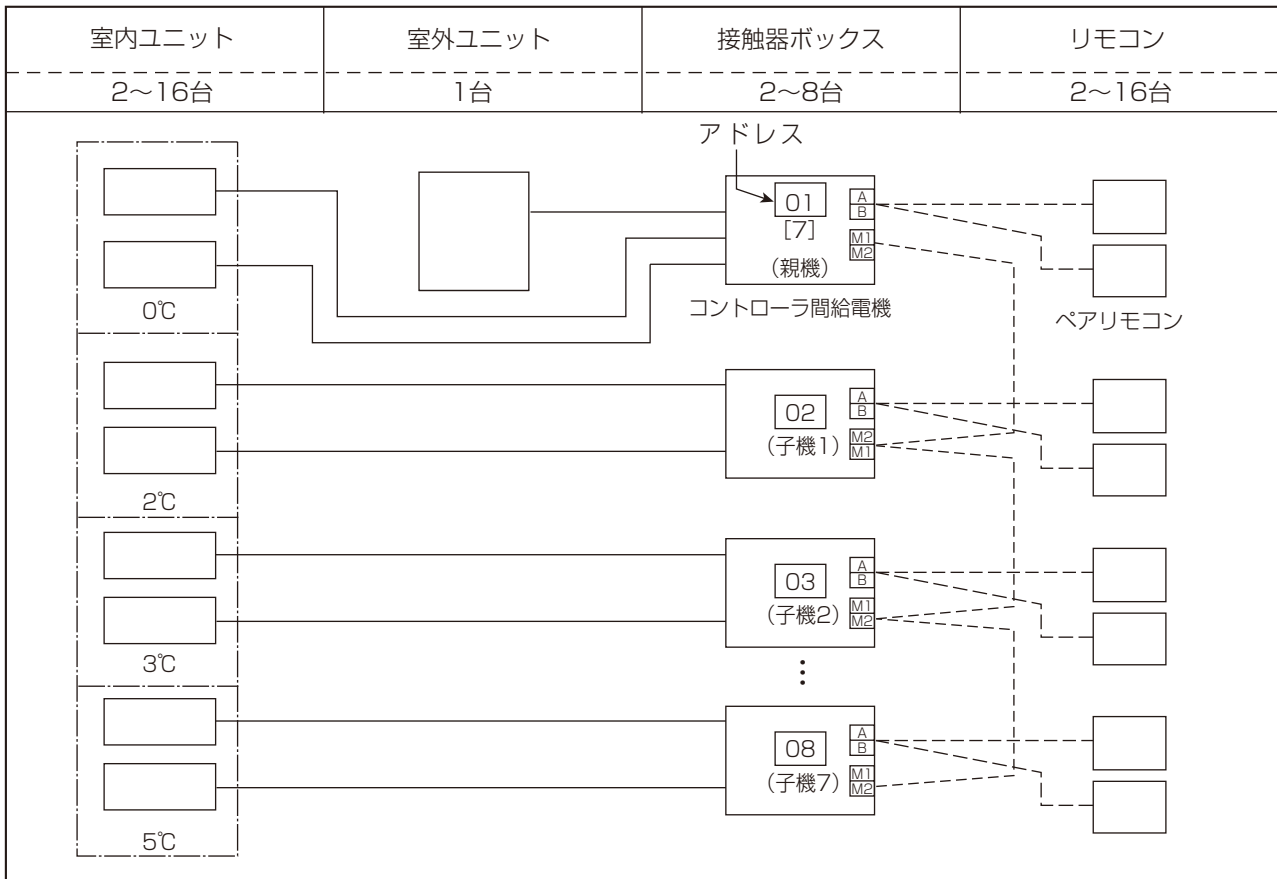 室内ユニット 室外ユニット 接触器ボックス リモコン
2～16台 1台 2～8台 2～16台
アドレス
01
[7]
(親機)
A
B
M1
M2
0℃
コントローラ間給電機
ペアリモコン
02
(子機1)
A
B
M2
M1
2℃
03
(子機2)
A
B
M1
M2
3℃
⋮
08
(子機7)
A
B
M1
M2
5℃